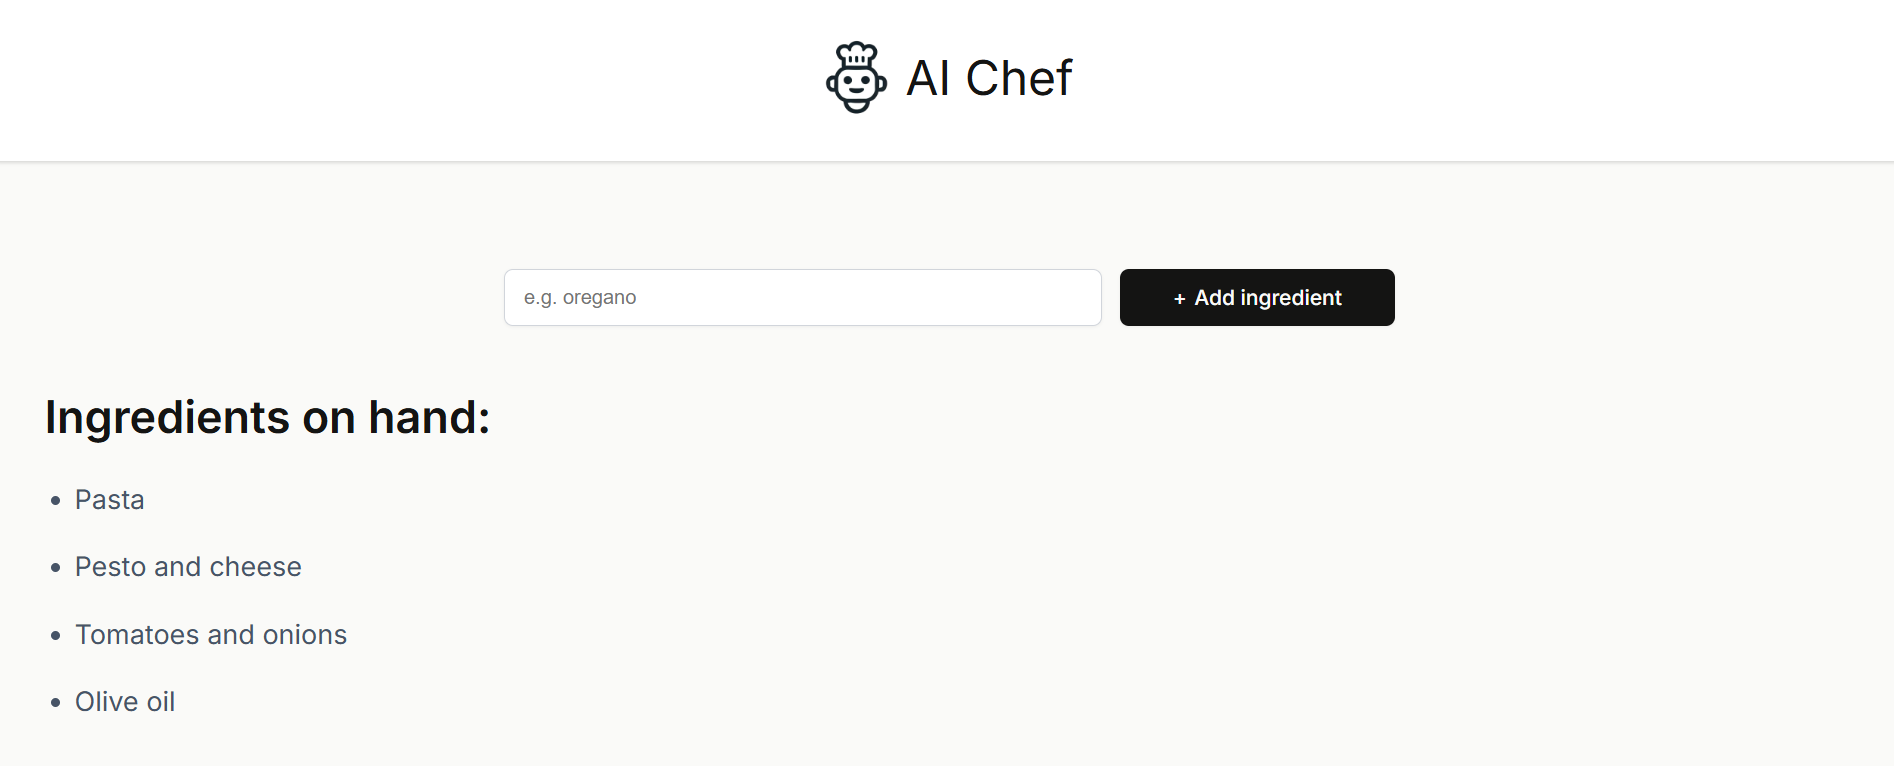 AI Chef
e.g. oregano
+ Add ingredient
Ingredients on hand:
• Pasta
• Pesto and cheese
• Tomatoes and onions
• Olive oil